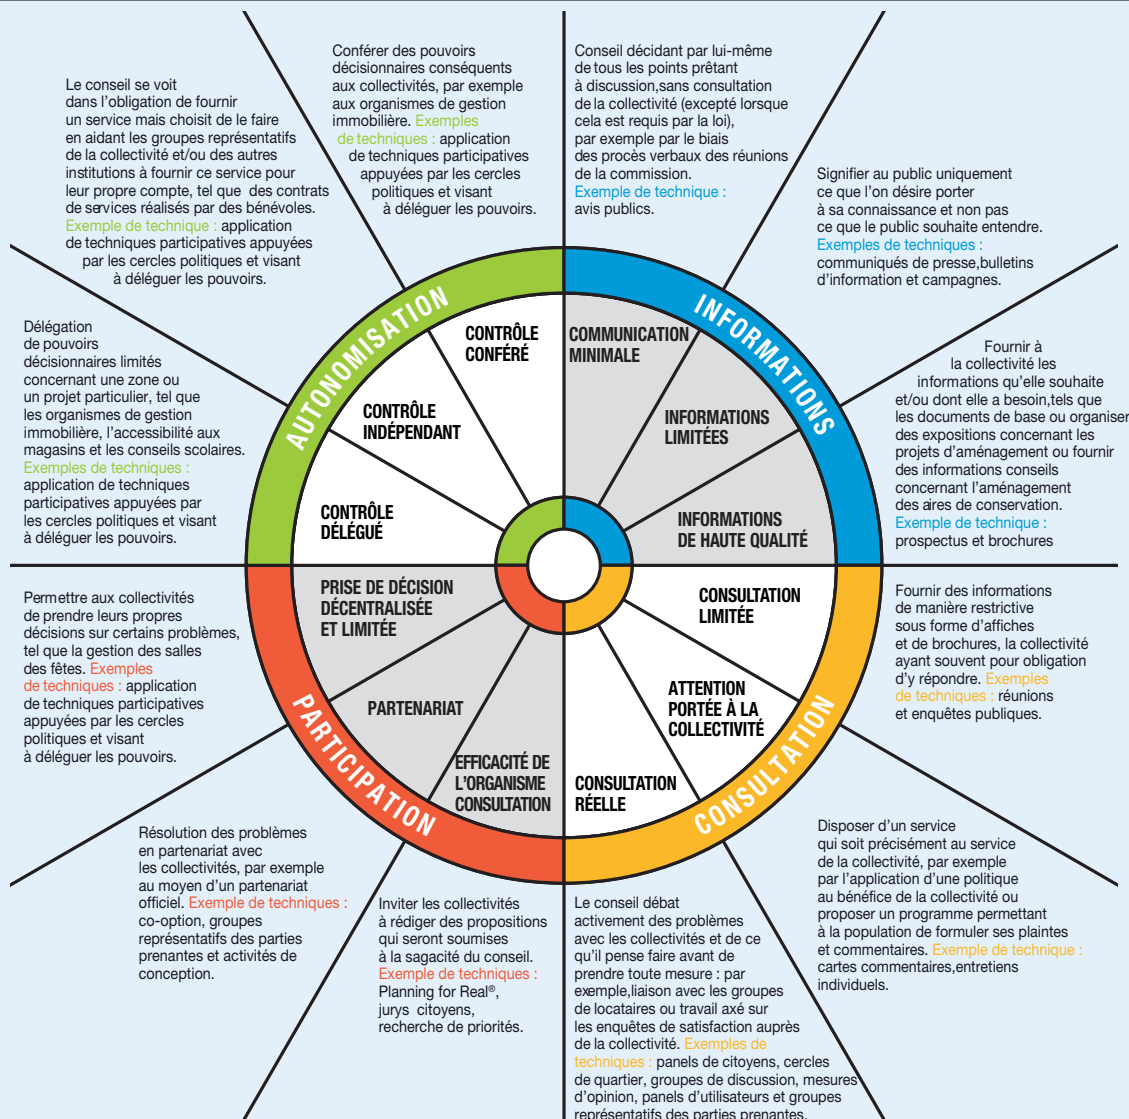 Conseil décidant par lui-même
de tous les points prêtant
à discussion,sans consultation
de la collectivité (excepté lorsque
cela est requis par la loi),
par exemple par le biais
des procès verbaux des réunions
de la commission.
Exemple de technique :
avis publics.
Signifier au public uniquement
ce que l'on désire porter
à sa connaissance et non pas
ce que le public souhaite entendre.
Exemples de techniques :
communiqués de presse,bulletins
d'information et campagnes.
Fournir à
la collectivité les
informations qu'elle souhaite
et/ou dont elle a besoin,tels que
les documents de base ou organiser
des expositions concernant les
projets d'aménagement ou fournir
des informations conseils
concernant l'aménagement
des aires de conservation.
Exemple de technique :
prospectus et brochures
Fournir des informations
de manière restrictive
sous forme d'affiches
et de brochures, la collectivité
ayant souvent pour obligation
d'y répondre. Exemples
de techniques : réunions
et enquêtes publiques.
Disposer d'un service
qui soit précisément au service
de la collectivité, par exemple
par l'application d'une politique
au bénéfice de la collectivité ou
proposer un programme permettant
à la population de formuler ses plaintes
et commentaires. Exemple de technique :
cartes commentaires,entretiens
individuels.
Le conseil débat
activement des problèmes
avec les collectivités et de ce
qu'il pense faire avant de
prendre toute mesure : par
exemple,liaison avec les groupes
de locataires ou travail axé sur
les enquêtes de satisfaction auprès
de la collectivité. Exemples de
techniques : panels de citoyens, cercles
de quartier, groupes de discussion, mesures
d'opinion, panels d'utilisateurs et groupes
représentatifs des parties prenantes.
Inviter les collectivités
à rédiger des propositions
qui seront soumises
à la sagacité du conseil.
Exemple de techniques :
Planning for Real®,
jurys citoyens,
recherche de priorités.
Résolution des problèmes
en partenariat avec
les collectivités, par exemple
au moyen d'un partenariat
officiel. Exemple de techniques :
co-option, groupes
représentatifs des parties
prenantes et activités de
conception.
Permettre aux collectivités
de prendre leurs propres
décisions sur certains problèmes,
tel que la gestion des salles
des fêtes. Exemples
de techniques : application
de techniques participatives
appuyées par les cercles
politiques et visant
à déléguer les pouvoirs.
Délégation
de pouvoirs
décisionnaires limités
concernant une zone ou
un projet particulier, tel que
les organismes de gestion
immobilière, l'accessibilité aux
magasins et les conseils scolaires.
Exemples de techniques :
application de techniques
participatives appuyées par
les cercles politiques et visant
à déléguer les pouvoirs.
Le conseil se voit
dans l'obligation de fournir
un service mais choisit de le faire
en aidant les groupes représentatifs
de la collectivité et/ou des autres
institutions à fournir ce service pour
leur propre compte, tel que des contrats
de services réalisés par des bénévoles.
Exemple de technique : application
de techniques participatives appuyées
par les cercles politiques et visant
à déléguer les pouvoirs.
Conférer des pouvoirs
décisionnaires conséquents
aux collectivités, par exemple
aux organismes de gestion
immobilière. Exemples
de techniques : application
de techniques participatives
appuyées par les cercles
politiques et visant
à déléguer les pouvoirs.
INFORMATIONS
COMMUNICATION
MINIMALE
INFORMATIONS
LIMITÉES
INFORMATIONS
DE HAUTE QUALITÉ
CONSULTATION
CONSULTATION
LIMITÉE
ATTENTION
PORTÉE À LA
COLLECTIVITÉ
CONSULTATION
RÉELLE
PARTICIPATION
EFFICACITÉ DE
L'ORGANISME
CONSULTATION
PARTENARIAT
PRISE DE DÉCISION
DÉCENTRALISÉE
ET LIMITÉE
AUTONOMISATION
CONTRÔLE
DÉLÉGUÉ
CONTRÔLE
INDÉPENDANT
CONTRÔLE
CONFÉRÉ